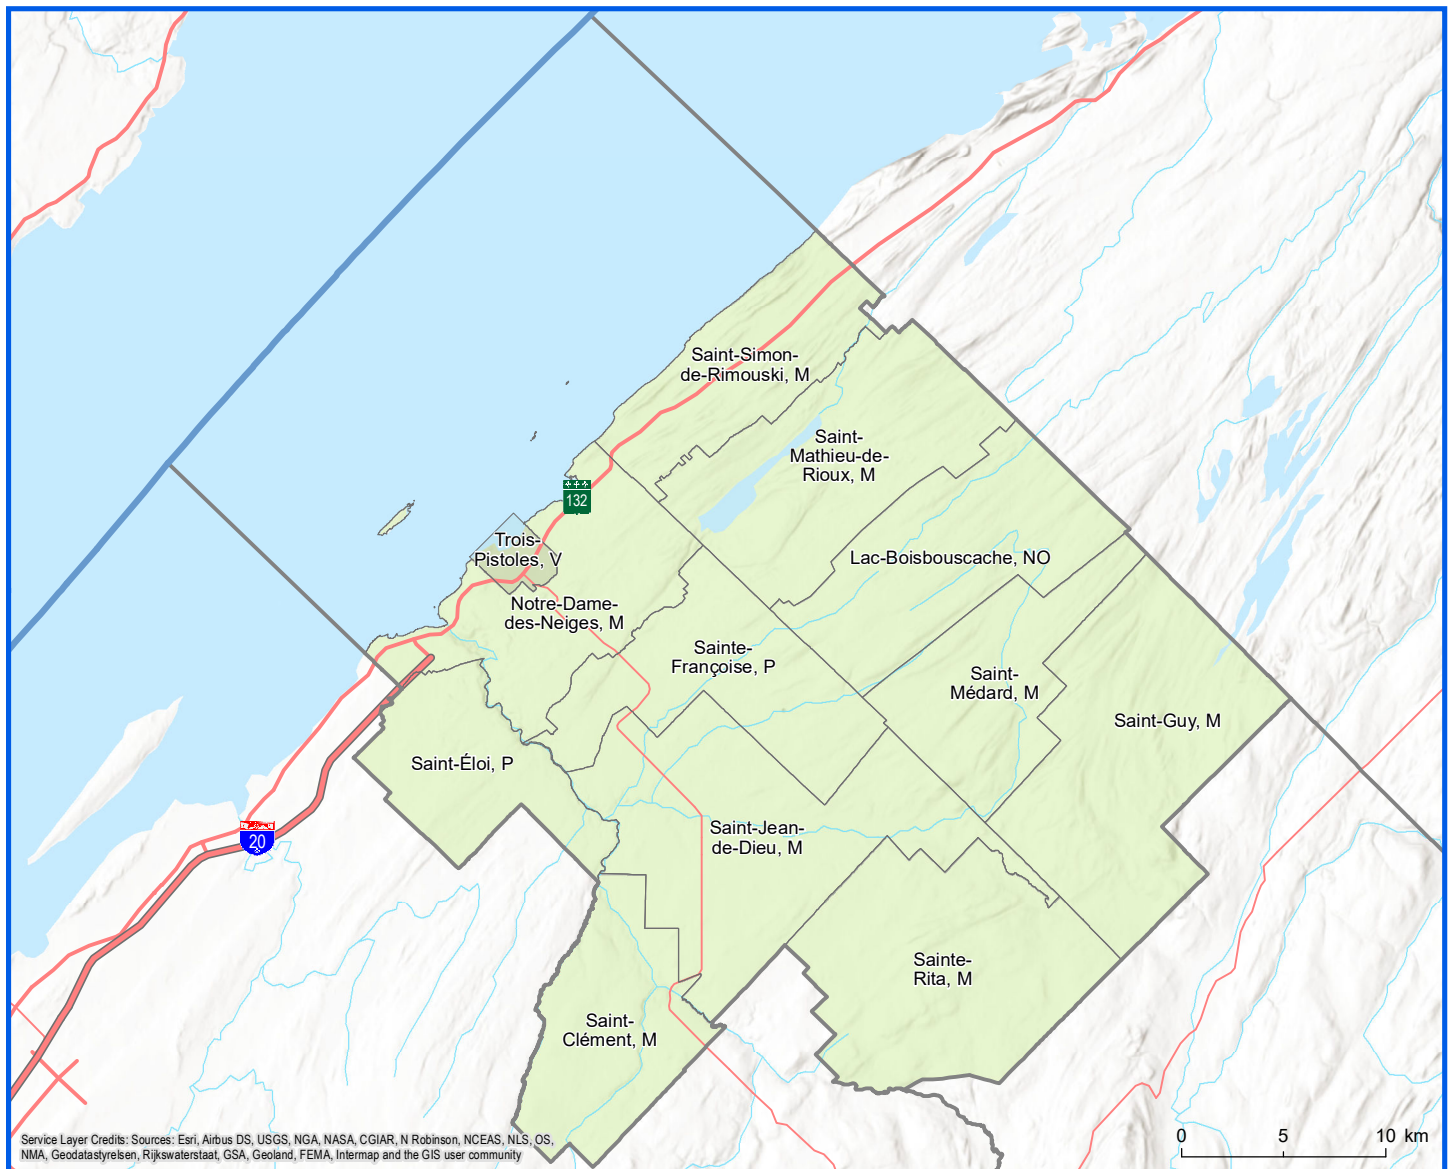 Saint-Simon-
de-Rimouski, M
Saint-
Mathieu-de-
Rioux, M
132
Trois-
Pistoles, V
Lac-Boisbouscache, NO
Notre-Dame-
des-Neiges, M
Sainte-
Françoise, P
Saint-
Médard, M
Saint-Guy, M
Saint-Éloi, P
20
Saint-Jean-
de-Dieu, M
Sainte-
Rita, M
Saint-
Clément, M
Service Layer Credits: Sources: Esri, Airbus DS, USGS, NGA, NASA, CGIAR, N Robinson, NCEAS, NLS, OS,
NMA, Geodatastyrelsen, Rijkswaterstaat, GSA, Geoland, FEMA, Intermap and the GIS user community
0 5 10 km